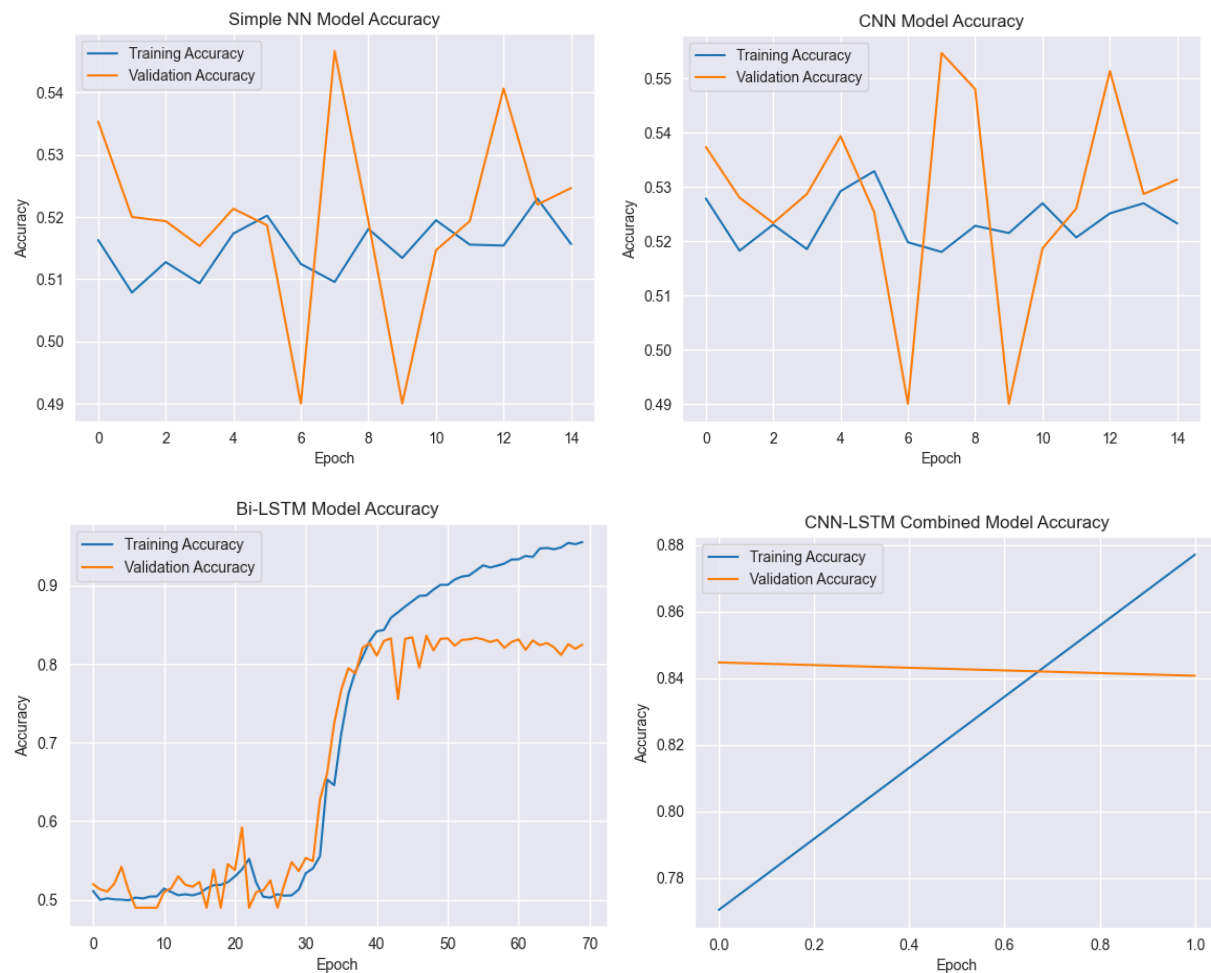 Simple NN Model Accuracy
Training Accuracy
Validation Accuracy
0.54
0.53
0.52
0.51
0.50
0.49
Accuracy
0 2 4 6 8 10 12 14
Epoch
CNN Model Accuracy
Training Accuracy
Validation Accuracy
0.55
0.54
0.53
0.52
0.51
0.50
0.49
Accuracy
0 2 4 6 8 10 12 14
Epoch
Bi-LSTM Model Accuracy
Training Accuracy
Validation Accuracy
0.9
0.8
0.7
0.6
0.5
Accuracy
0 10 20 30 40 50 60 70
Epoch
CNN-LSTM Combined Model Accuracy
Training Accuracy
Validation Accuracy
0.88
0.86
0.84
0.82
0.80
0.78
Accuracy
0.0 0.2 0.4 0.6 0.8 1.0
Epoch